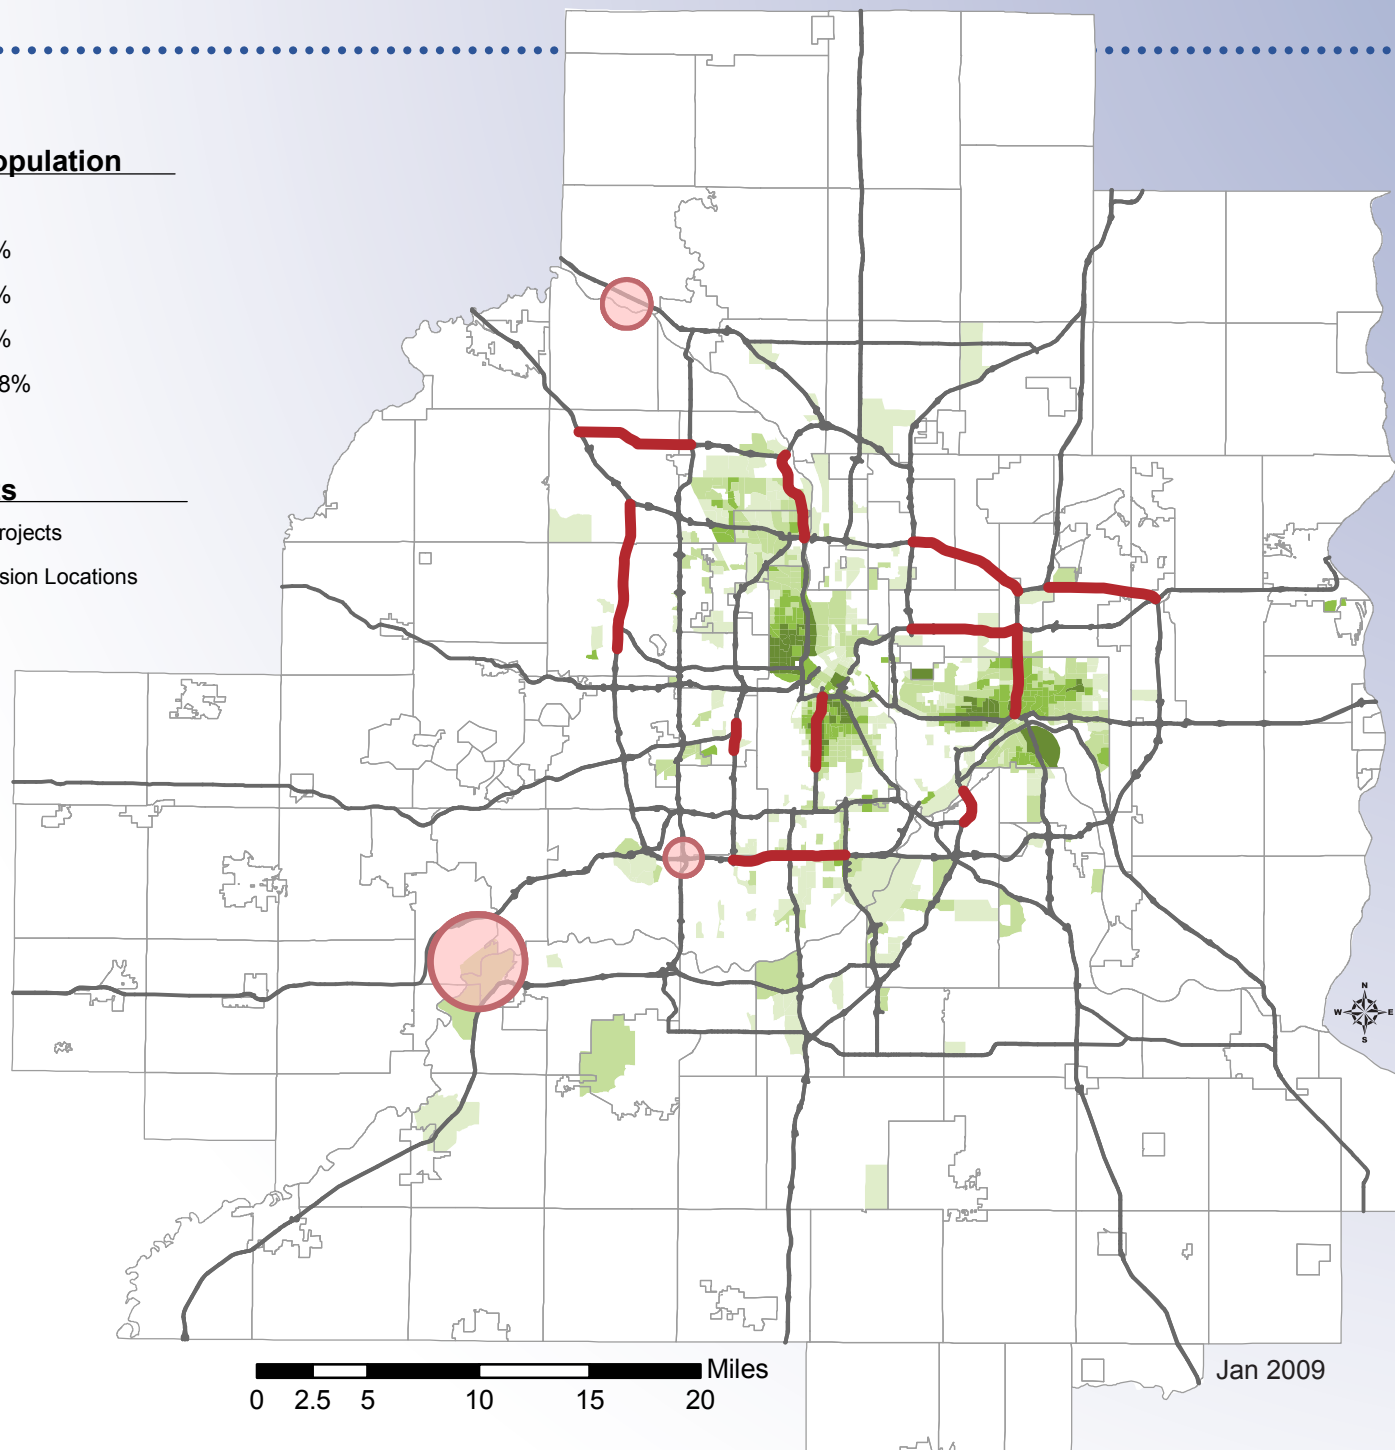 opulation
%
%
%
8%
s
rojects
sion Locations
N
W E
S
Miles
0 2.5 5 10 15 20
Jan 2009